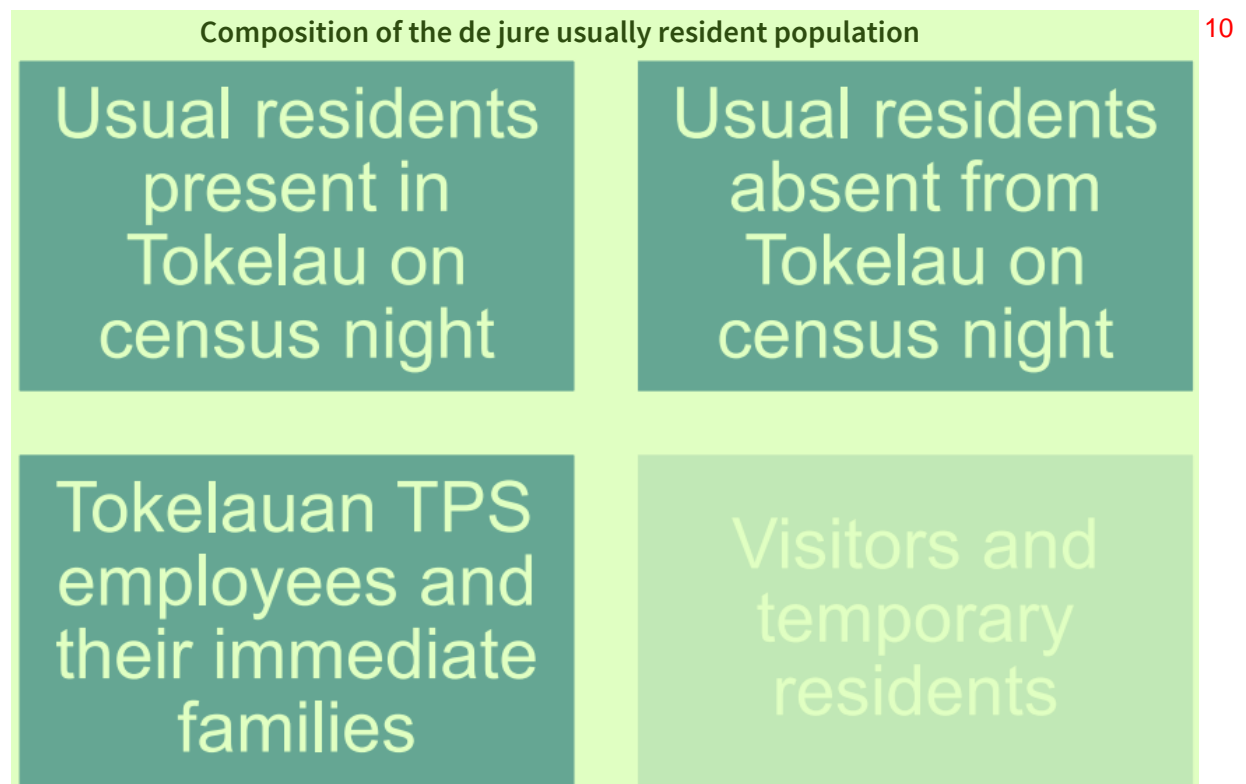 Composition of the de jure usually resident population
10
Usual residents
present in
Tokelau on
census night
Usual residents
absent from
Tokelau on
census night
Tokelauan TPS
employees and
their immediate
families
Visitors and
temporary
residents